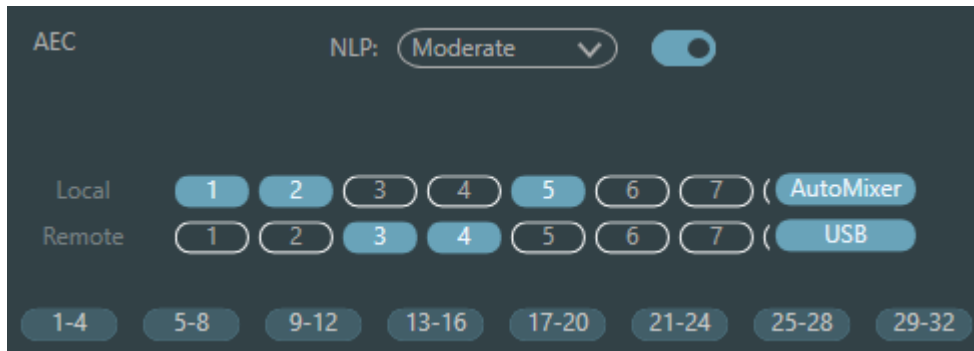 AEC NLP: Moderate
Local 1 2 3 4 5 6 7 AutoMixer
Remote 1 2 3 4 5 6 7 USB
1-4 5-8 9-12 13-16 17-20 21-24 25-28 29-32